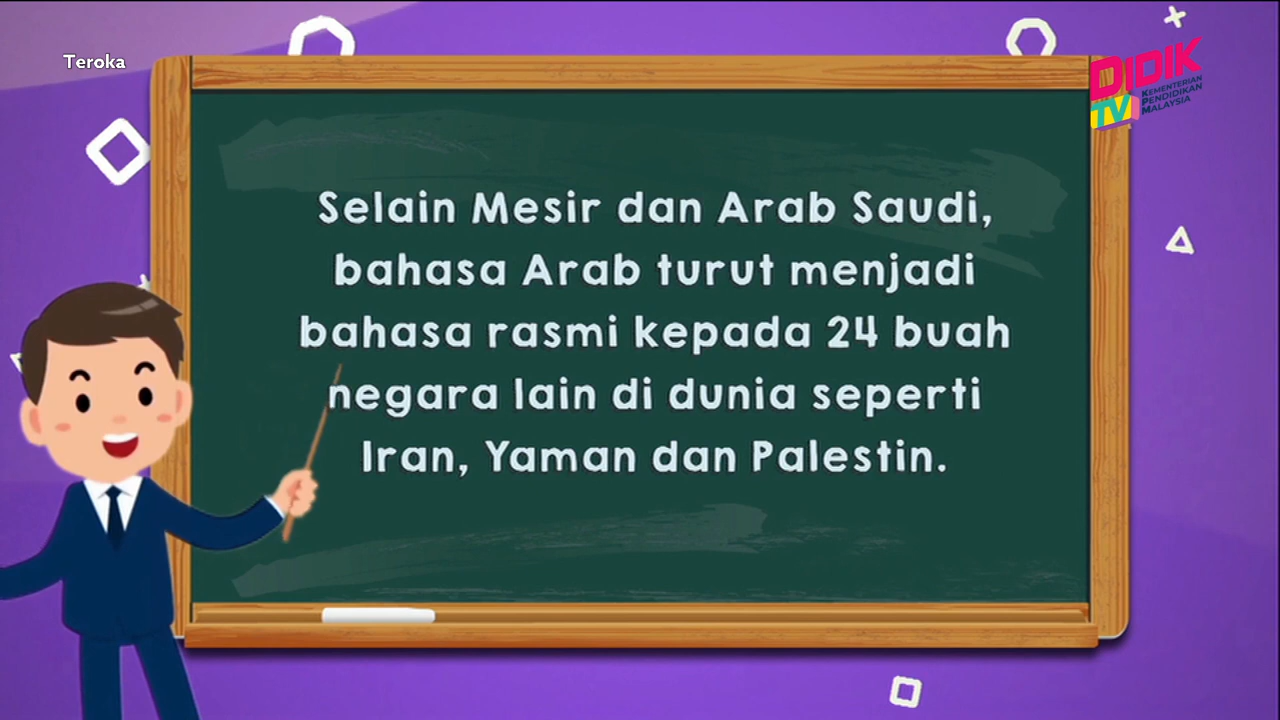 Teroka
DIDIK
TV
KEMENTERIAN
PENDIDIKAN
MALAYSIA
Selain Mesir dan Arab Saudi,
bahasa Arab turut menjadi
bahasa rasmi kepada 24 buah
negara lain di dunia seperti
Iran, Yaman dan Palestin.